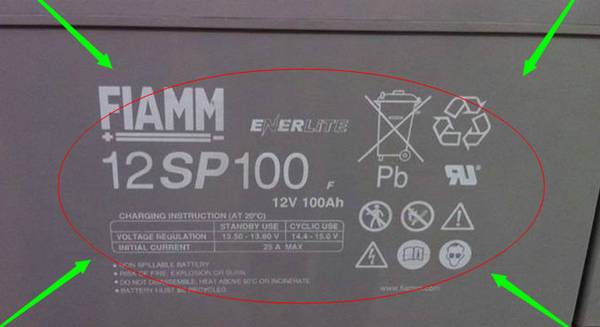 FIAMM
ENERLITE
12SP100 F
12V 100Ah
Pb
CHARGING INSTRUCTION (AT 20°C)
STANDBY USE CYCLIC USE
VOLTAGE REGULATION 13.50 - 13.80 V 14.4 - 15.0 V
INITIAL CURRENT 25 A MAX
• NON SPILLABLE BATTERY
• RISK OF FIRE, EXPLOSION OR BURN
• DO NOT DISASSEMBLE, HEAT ABOVE 50°C OR INCINERATE
• BATTERY MUST BE RECYCLED
www.fiamm.com